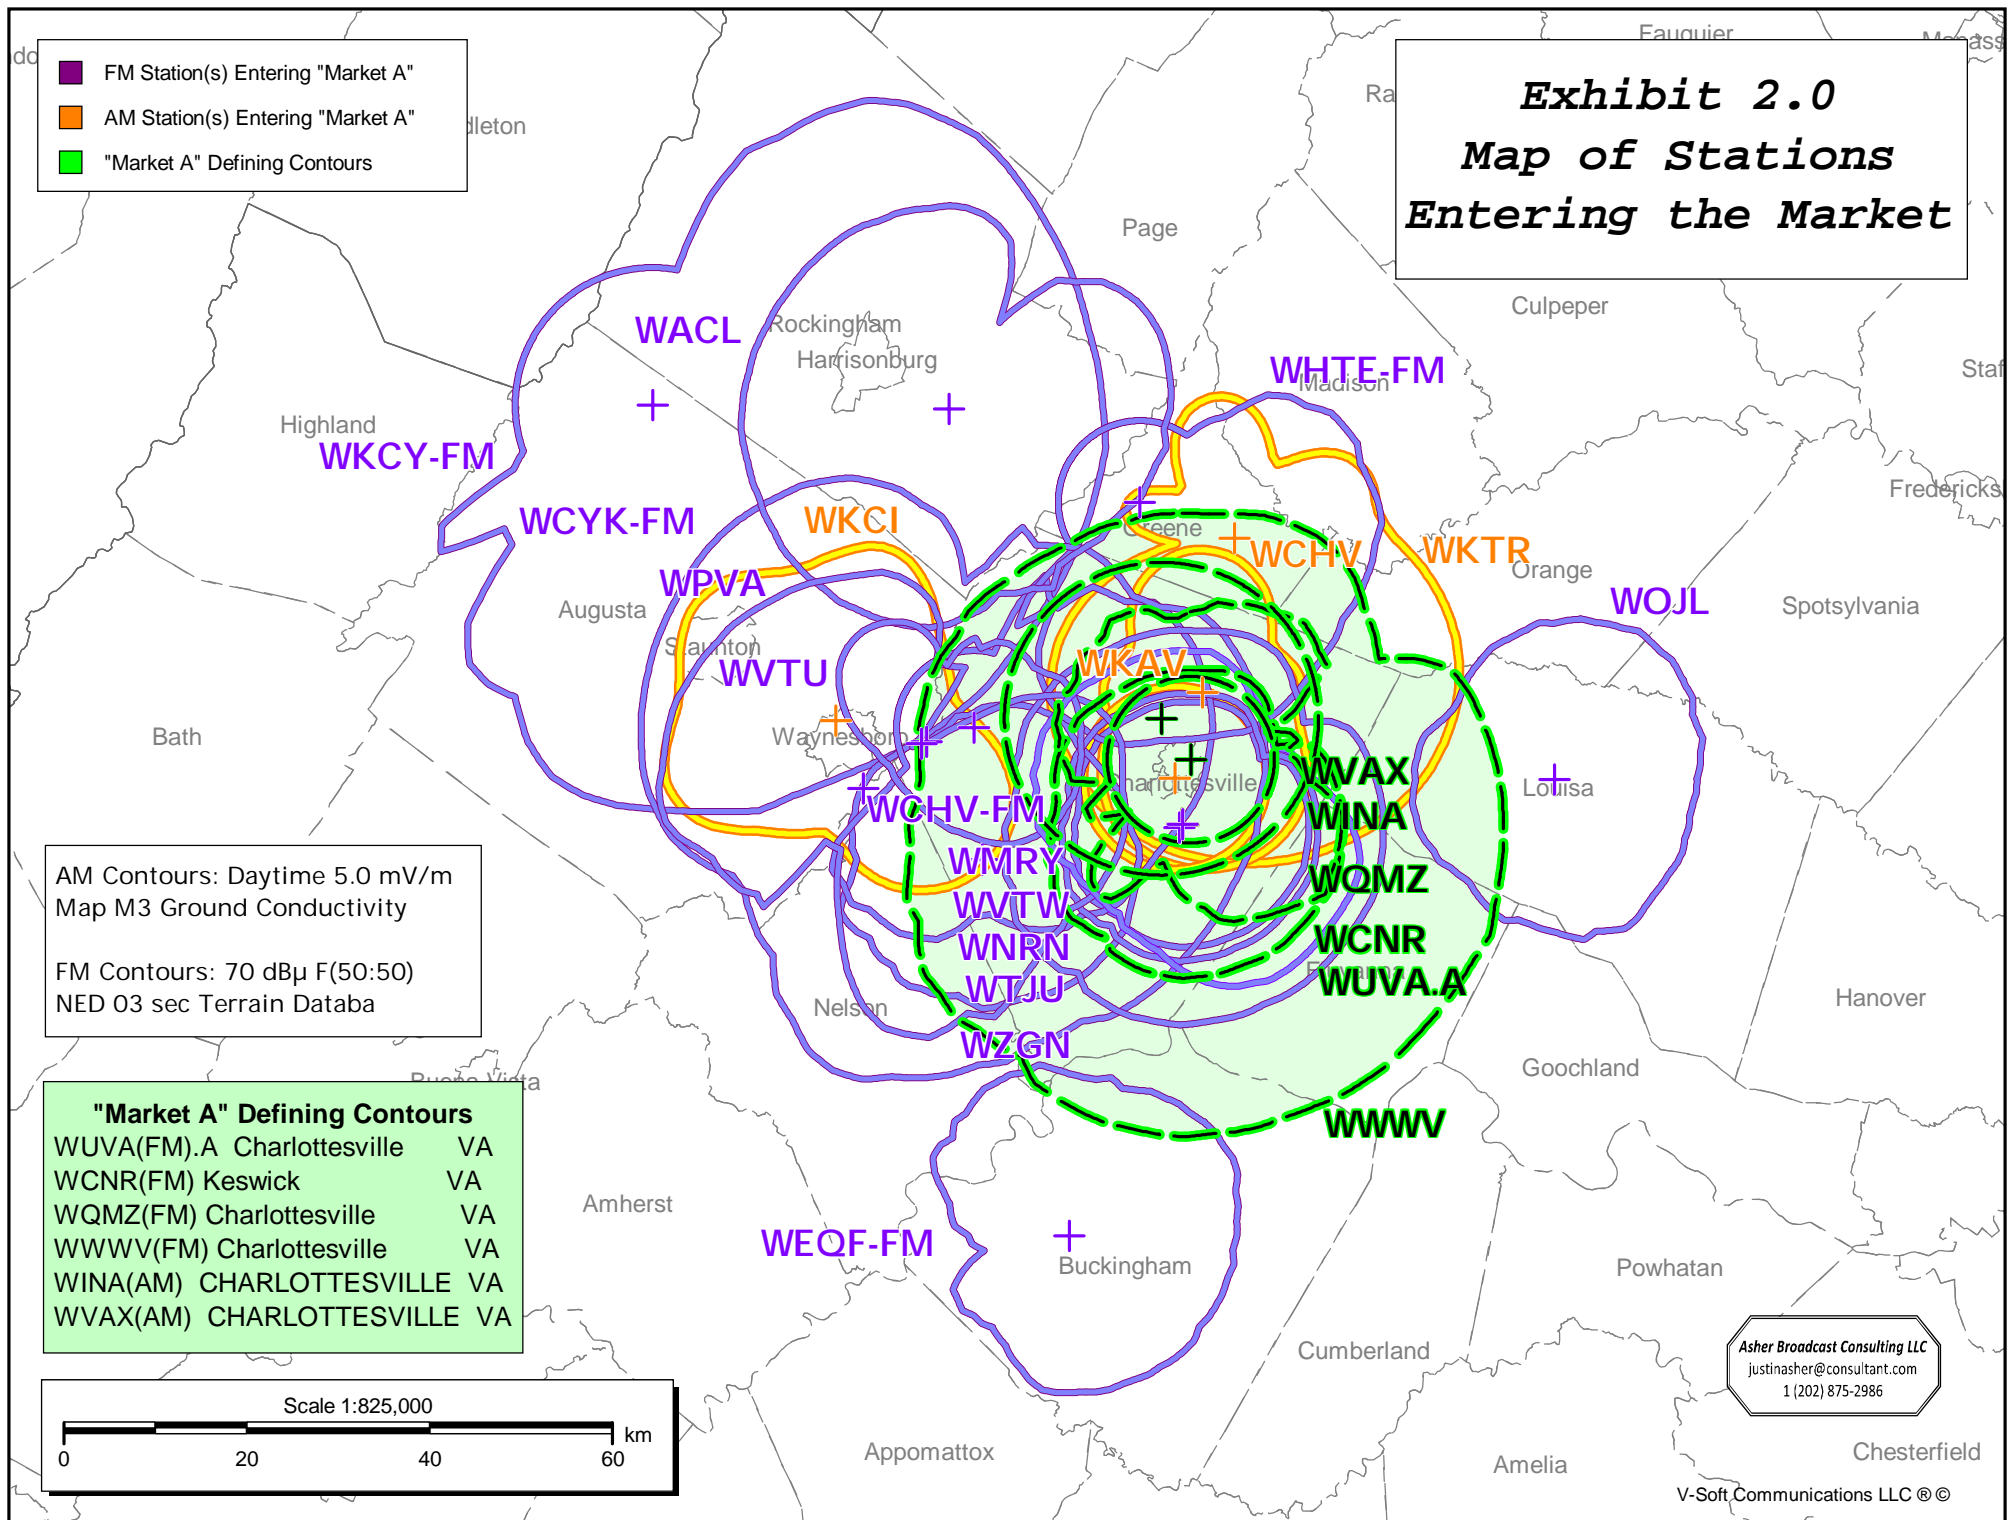 FM Station(s) Entering "Market A"
AM Station(s) Entering "Market A"
"Market A" Defining Contours
Exhibit 2.0
Map of Stations
Entering the Market
Fauquier
Page
Culpeper
Rockingham
Harrisonburg
WACL
WHTE-FM
Madison
Highland
WKCY-FM
WCYK-FM
WKCI
Greene
WCHV
WKTR
Orange
WPVA
Augusta
WOJL
Spotsylvania
Staunton
WVTU
WKAV
Bath
Waynesboro
Charlottesville
WVAX
Louisa
WCHV-FM
WINA
WMRY
WQMZ
WVTW
WNRN
WCNR
WTJU
WUVA.A
Nelson
Hanover
WZGN
Goochland
Buena Vista
WWWV
Amherst
WEQF-FM
Buckingham
Powhatan
Cumberland
Appomattox
Amelia
Chesterfield
AM Contours: Daytime 5.0 mV/m
Map M3 Ground Conductivity
FM Contours: 70 dBµ F(50:50)
NED 03 sec Terrain Databa
"Market A" Defining Contours
WUVA(FM).A Charlottesville VA
WCNR(FM) Keswick VA
WQMZ(FM) Charlottesville VA
WWWV(FM) Charlottesville VA
WINA(AM) CHARLOTTESVILLE VA
WVAX(AM) CHARLOTTESVILLE VA
Scale 1:825,000
km
0 20 40 60
Asher Broadcast Consulting LLC
justinasher@consultant.com
1 (202) 875-2986
V-Soft Communications LLC ® ©